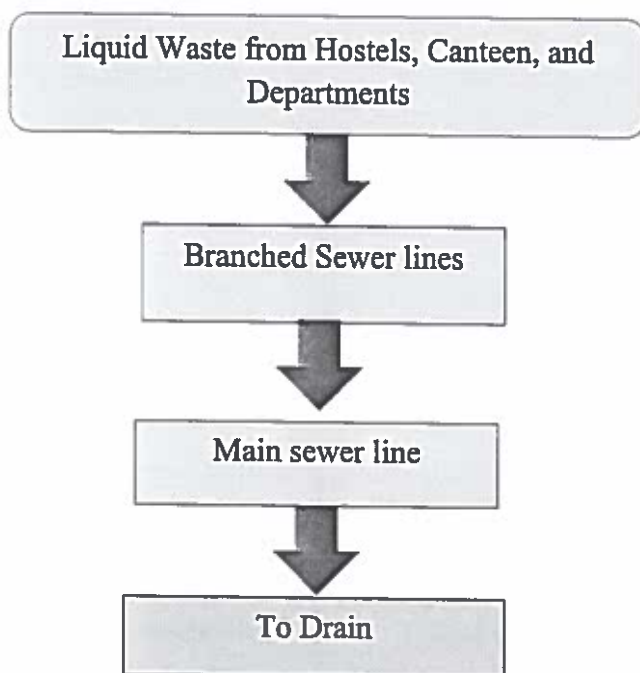 Liquid Waste from Hostels, Canteen, and
Departments
Branched Sewer lines
Main sewer line
To Drain